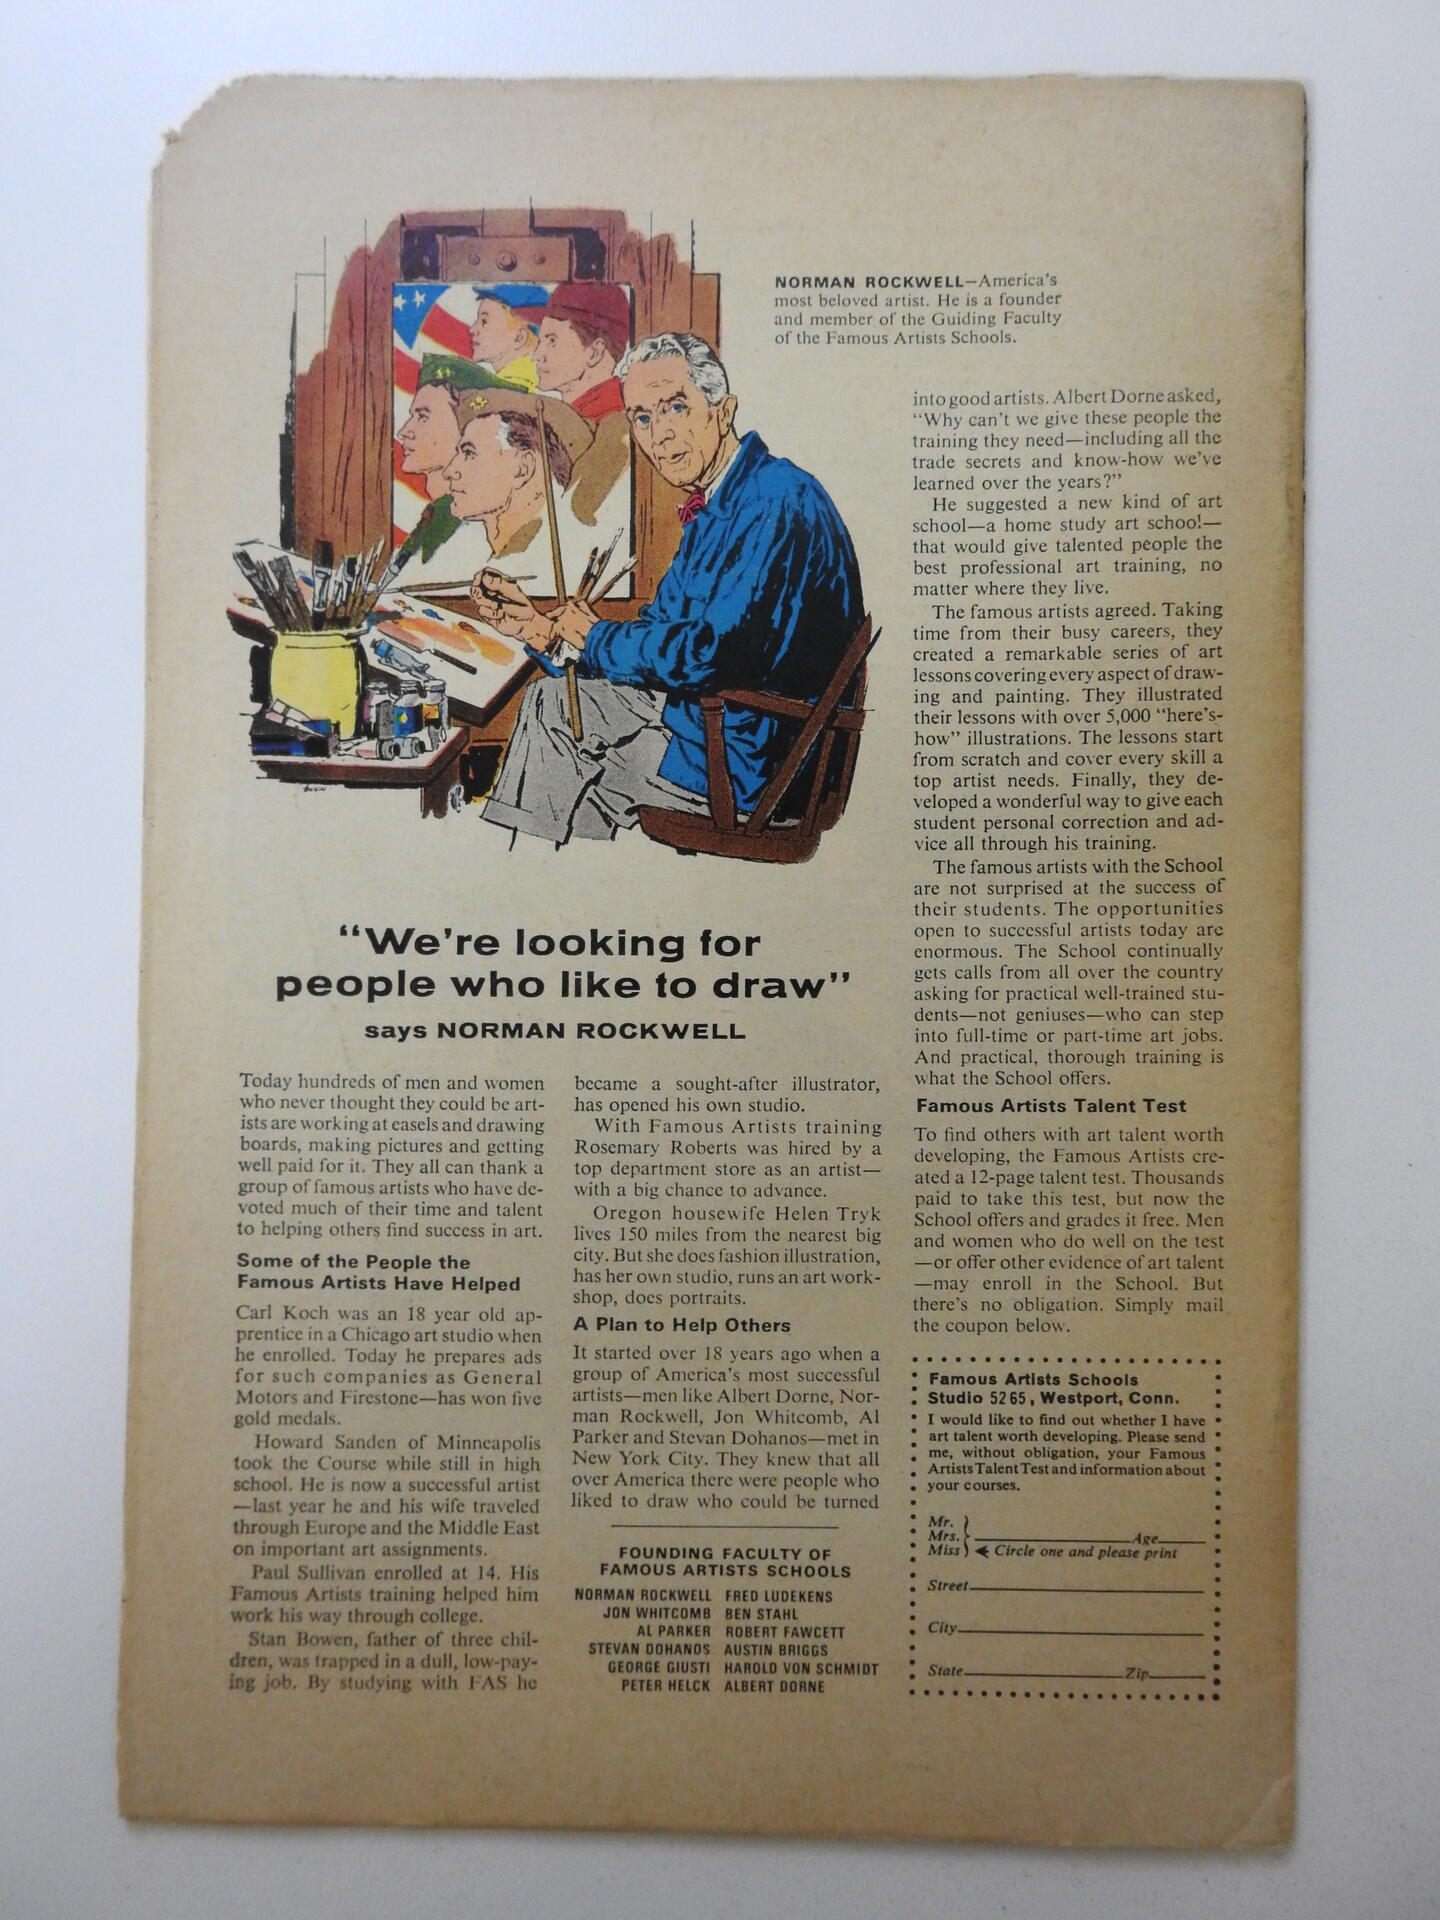 NORMAN ROCKWELL—America's
most beloved artist. He is a founder
and member of the Guiding Faculty
of the Famous Artists Schools.
"We're looking for
people who like to draw"
says NORMAN ROCKWELL
Today hundreds of men and women
who never thought they could be art-
ists are working at easels and drawing
boards, making pictures and getting
well paid for it. They all can thank a
group of famous artists who have de-
voted much of their time and talent
to helping others find success in art.
Some of the People the
Famous Artists Have Helped
Carl Koch was an 18 year old ap-
prentice in a Chicago art studio when
he enrolled. Today he prepares ads
for such companies as General
Motors and Firestone—has won five
gold medals.
Howard Sanden of Minneapolis
took the Course while still in high
school. He is now a successful artist
—last year he and his wife traveled
through Europe and the Middle East
on important art assignments.
Paul Sullivan enrolled at 14. His
Famous Artists training helped him
work his way through college.
Stan Bowen, father of three chil-
dren, was trapped in a dull, low-pay-
ing job. By studying with FAS he
became a sought-after illustrator,
has opened his own studio.
With Famous Artists training
Rosemary Roberts was hired by a
top department store as an artist—
with a big chance to advance.
Oregon housewife Helen Tryk
lives 150 miles from the nearest big
city. But she does fashion illustration,
has her own studio, runs an art work-
shop, does portraits.
A Plan to Help Others
It started over 18 years ago when a
group of America's most successful
artists—men like Albert Dorne, Nor-
man Rockwell, Jon Whitcomb, Al
Parker and Stevan Dohanos—met in
New York City. They knew that all
over America there were people who
liked to draw who could be turned
FOUNDING FACULTY OF
FAMOUS ARTISTS SCHOOLS
NORMAN ROCKWELL FRED LUDEKENS
JON WHITCOMB BEN STAHL
AL PARKER ROBERT FAWCETT
STEVAN DOHANOS AUSTIN BRIGGS
GEORGE GIUSTI HAROLD VON SCHMIDT
PETER HELCK ALBERT DORNE
into good artists. Albert Dorne asked,
"Why can't we give these people the
training they need—including all the
trade secrets and know-how we've
learned over the years?"
He suggested a new kind of art
school—a home study art school—
that would give talented people the
best professional art training, no
matter where they live.
The famous artists agreed. Taking
time from their busy careers, they
created a remarkable series of art
lessons covering every aspect of draw-
ing and painting. They illustrated
their lessons with over 5,000 "here's-
how" illustrations. The lessons start
from scratch and cover every skill a
top artist needs. Finally, they de-
veloped a wonderful way to give each
student personal correction and ad-
vice all through his training.
The famous artists with the School
are not surprised at the success of
their students. The opportunities
open to successful artists today are
enormous. The School continually
gets calls from all over the country
asking for practical well-trained stu-
dents—not geniuses—who can step
into full-time or part-time art jobs.
And practical, thorough training is
what the School offers.
Famous Artists Talent Test
To find others with art talent worth
developing, the Famous Artists cre-
ated a 12-page talent test. Thousands
paid to take this test, but now the
School offers and grades it free. Men
and women who do well on the test
—or offer other evidence of art talent
—may enroll in the School. But
there's no obligation. Simply mail
the coupon below.
Famous Artists Schools
Studio 5265, Westport, Conn.
I would like to find out whether I have
art talent worth developing. Please send
me, without obligation, your Famous
Artists Talent Test and information about
your courses.
Mr.
Mrs. Age
Miss Circle one and please print
Street
City
State Zip